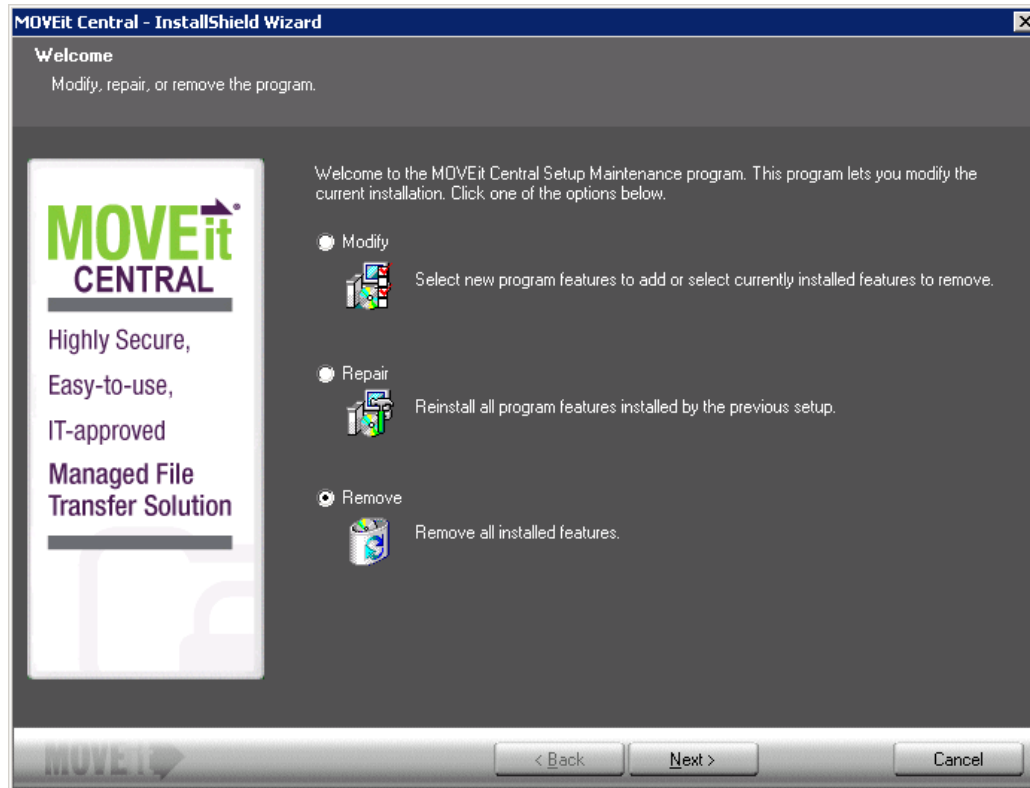 MOVEit Central - InstallShield Wizard
Welcome
Modify, repair, or remove the program.
MOVEit
CENTRAL
Highly Secure,
Easy-to-use,
IT-approved
Managed File
Transfer Solution
Welcome to the MOVEit Central Setup Maintenance program. This program lets you modify the
current installation. Click one of the options below.
Modify
Select new program features to add or select currently installed features to remove.
Repair
Reinstall all program features installed by the previous setup.
Remove
Remove all installed features.
MOVEit
< Back
Next >
Cancel